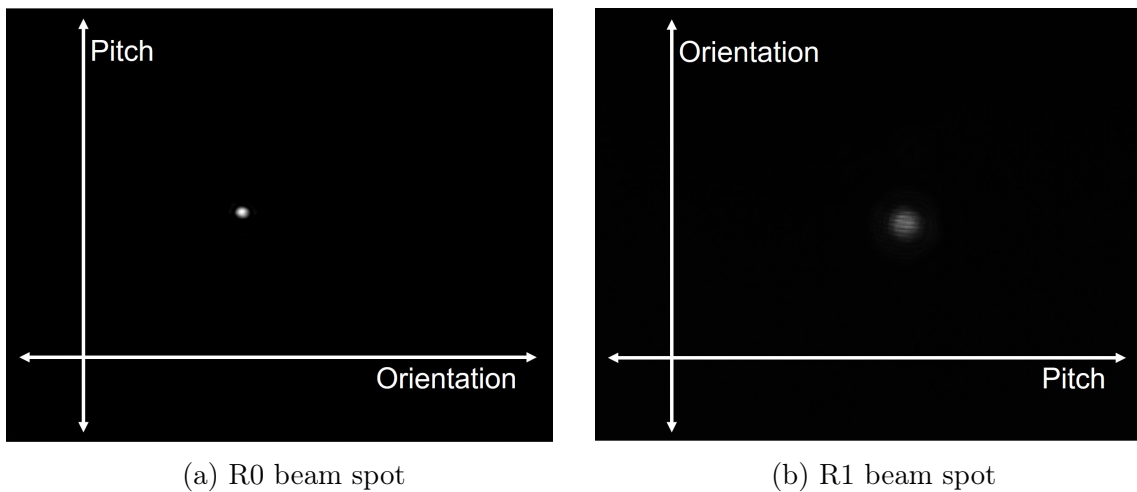 Pitch
Orientation
(a) R0 beam spot
Orientation
Pitch
(b) R1 beam spot